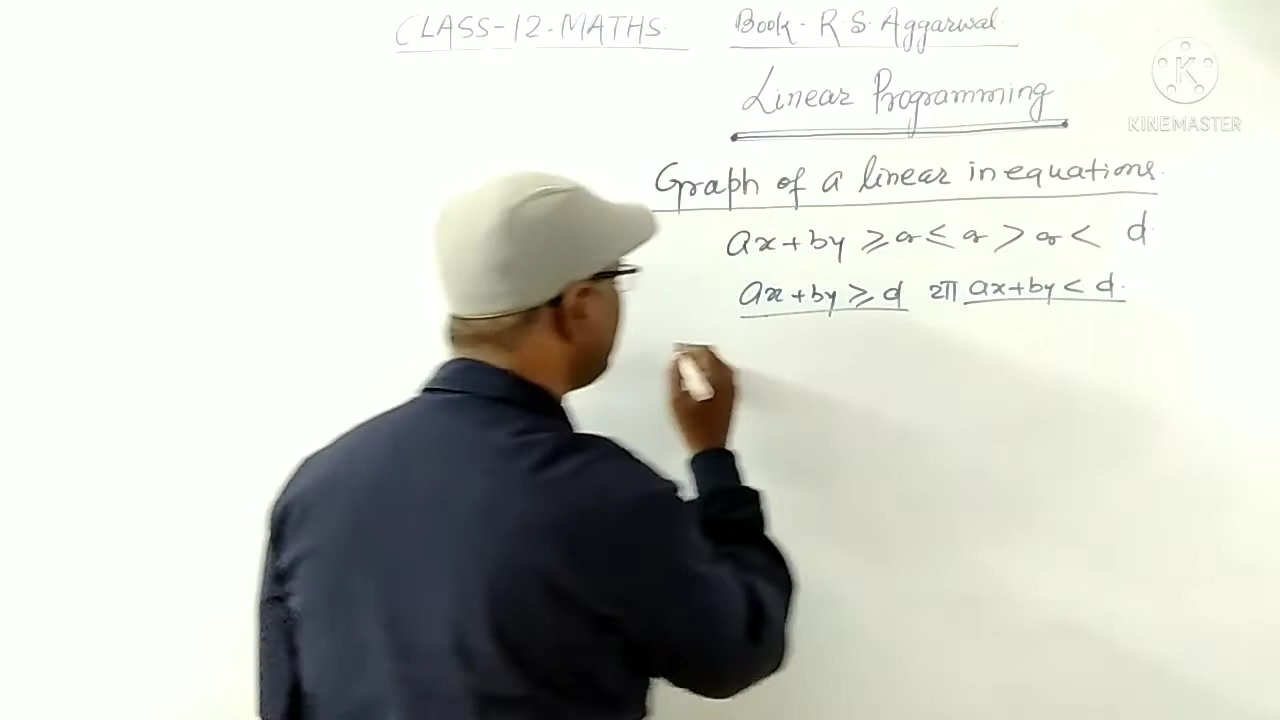 CLASS-12-MATHS. Book - R.S. Aggarwal
Linear Programming
KINEMASTER
Graph of a linear inequations.
ax+by ⩾ or ≤ or > or < d
ax+by ⩾ d या ax+by < d.